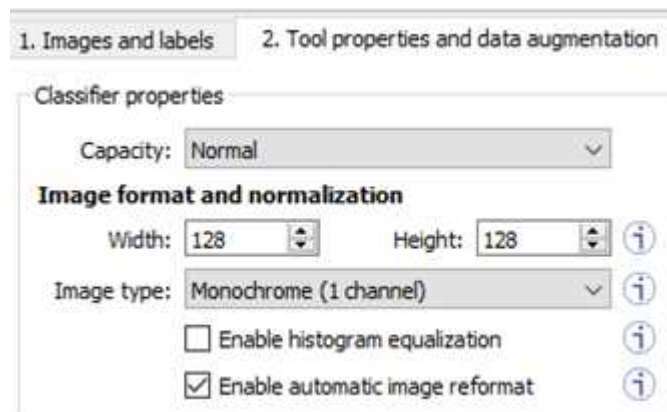 1. Images and labels 2. Tool properties and data augmentation
Classifier properties
Capacity: Normal
Image format and normalization
Width: 128 Height: 128
Image type: Monochrome (1 channel)
Enable histogram equalization
Enable automatic image reformat